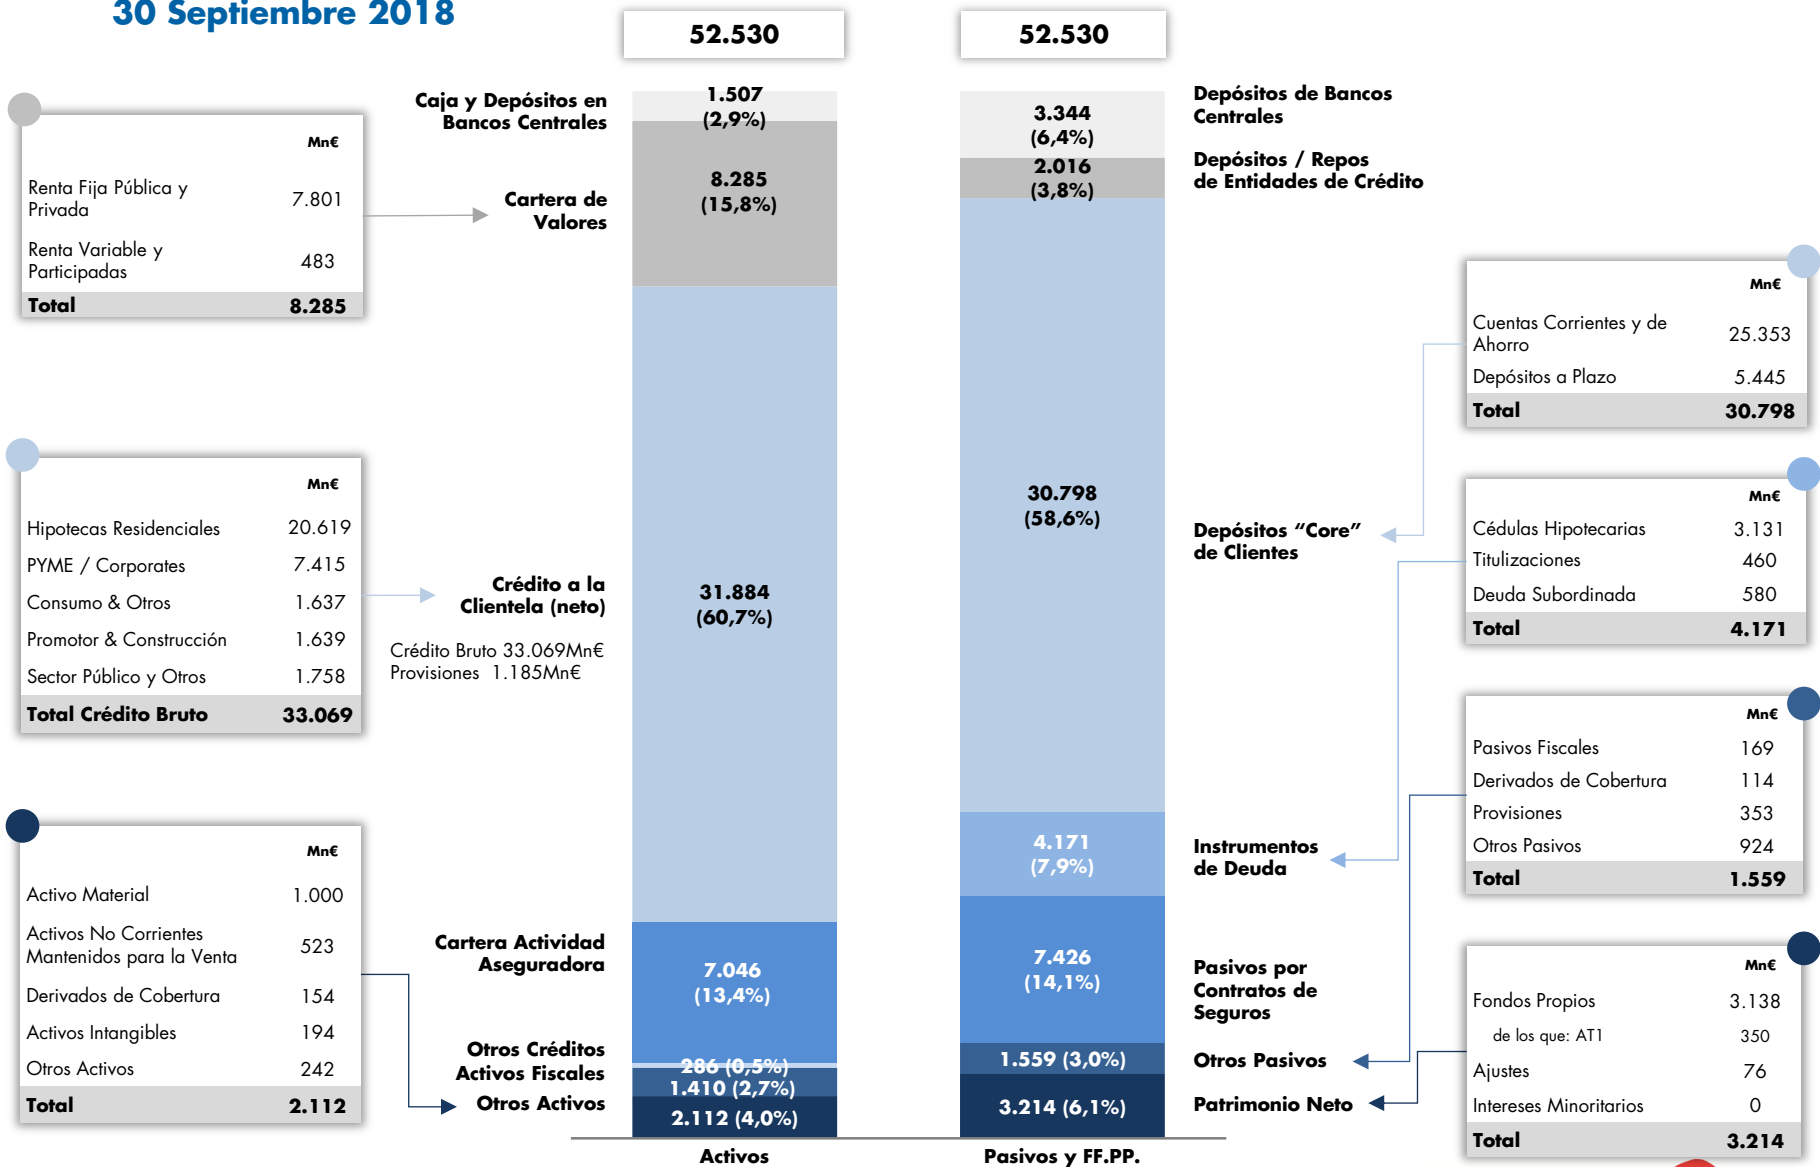 30 Septiembre 2018
52.530
52.530
Mn€
Renta Fija Pública y
Privada
7.801
Renta Variable y
Participadas
483
Total 8.285
Mn€
Hipotecas Residenciales 20.619
PYME / Corporates 7.415
Consumo & Otros 1.637
Promotor & Construcción 1.639
Sector Público y Otros 1.758
Total Crédito Bruto 33.069
Mn€
Activo Material 1.000
Activos No Corrientes
Mantenidos para la Venta
523
Derivados de Cobertura 154
Activos Intangibles 194
Otros Activos 242
Total 2.112
Caja y Depósitos en
Bancos Centrales
Cartera de
Valores
Crédito a la
Clientela (neto)
Crédito Bruto 33.069Mn€
Provisiones 1.185Mn€
Cartera Actividad
Aseguradora
Otros Créditos
Activos Fiscales
Otros Activos
1.507
(2,9%)
8.285
(15,8%)
31.884
(60,7%)
7.046
(13,4%)
286 (0,5%)
1.410 (2,7%)
2.112 (4,0%)
Activos
3.344
(6,4%)
2.016
(3,8%)
30.798
(58,6%)
4.171
(7,9%)
7.426
(14,1%)
1.559 (3,0%)
3.214 (6,1%)
Pasivos y FF.PP.
Depósitos de Bancos
Centrales
Depósitos / Repos
de Entidades de Crédito
Depósitos “Core”
de Clientes
Instrumentos
de Deuda
Pasivos por
Contratos de
Seguros
Otros Pasivos
Patrimonio Neto
Mn€
Cuentas Corrientes y de
Ahorro
25.353
Depósitos a Plazo 5.445
Total 30.798
Mn€
Cédulas Hipotecarias 3.131
Titulizaciones 460
Deuda Subordinada 580
Total 4.171
Mn€
Pasivos Fiscales 169
Derivados de Cobertura 114
Provisiones 353
Otros Pasivos 924
Total 1.559
Mn€
Fondos Propios 3.138
de los que: AT1 350
Ajustes 76
Intereses Minoritarios 0
Total 3.214